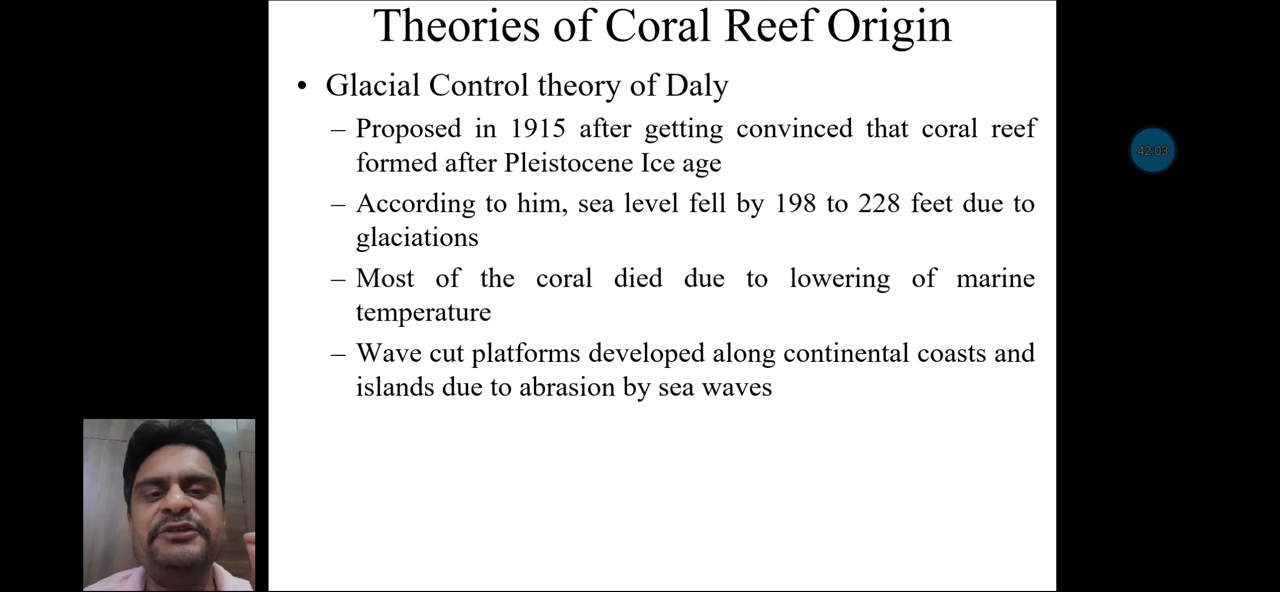 Theories of Coral Reef Origin
• Glacial Control theory of Daly
– Proposed in 1915 after getting convinced that coral reef
formed after Pleistocene Ice age
– According to him, sea level fell by 198 to 228 feet due to
glaciations
– Most of the coral died due to lowering of marine
temperature
– Wave cut platforms developed along continental coasts and
islands due to abrasion by sea waves
42:03